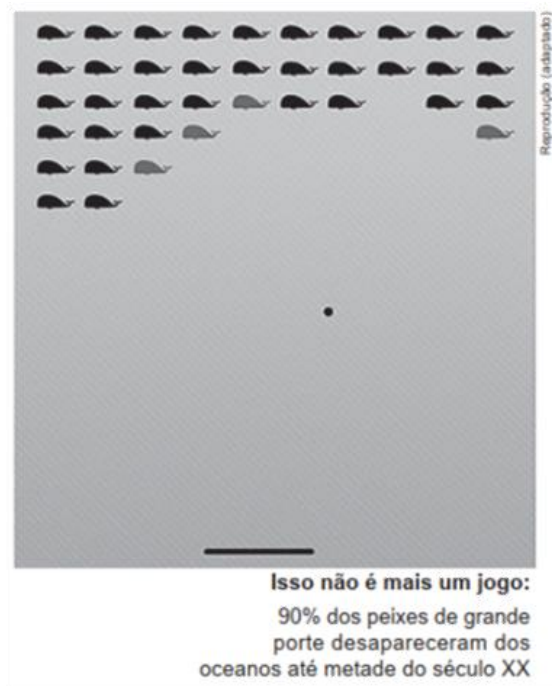 Reprodução (adaptado)
Isso não é mais um jogo:
90% dos peixes de grande
porte desapareceram dos
oceanos até metade do século XX